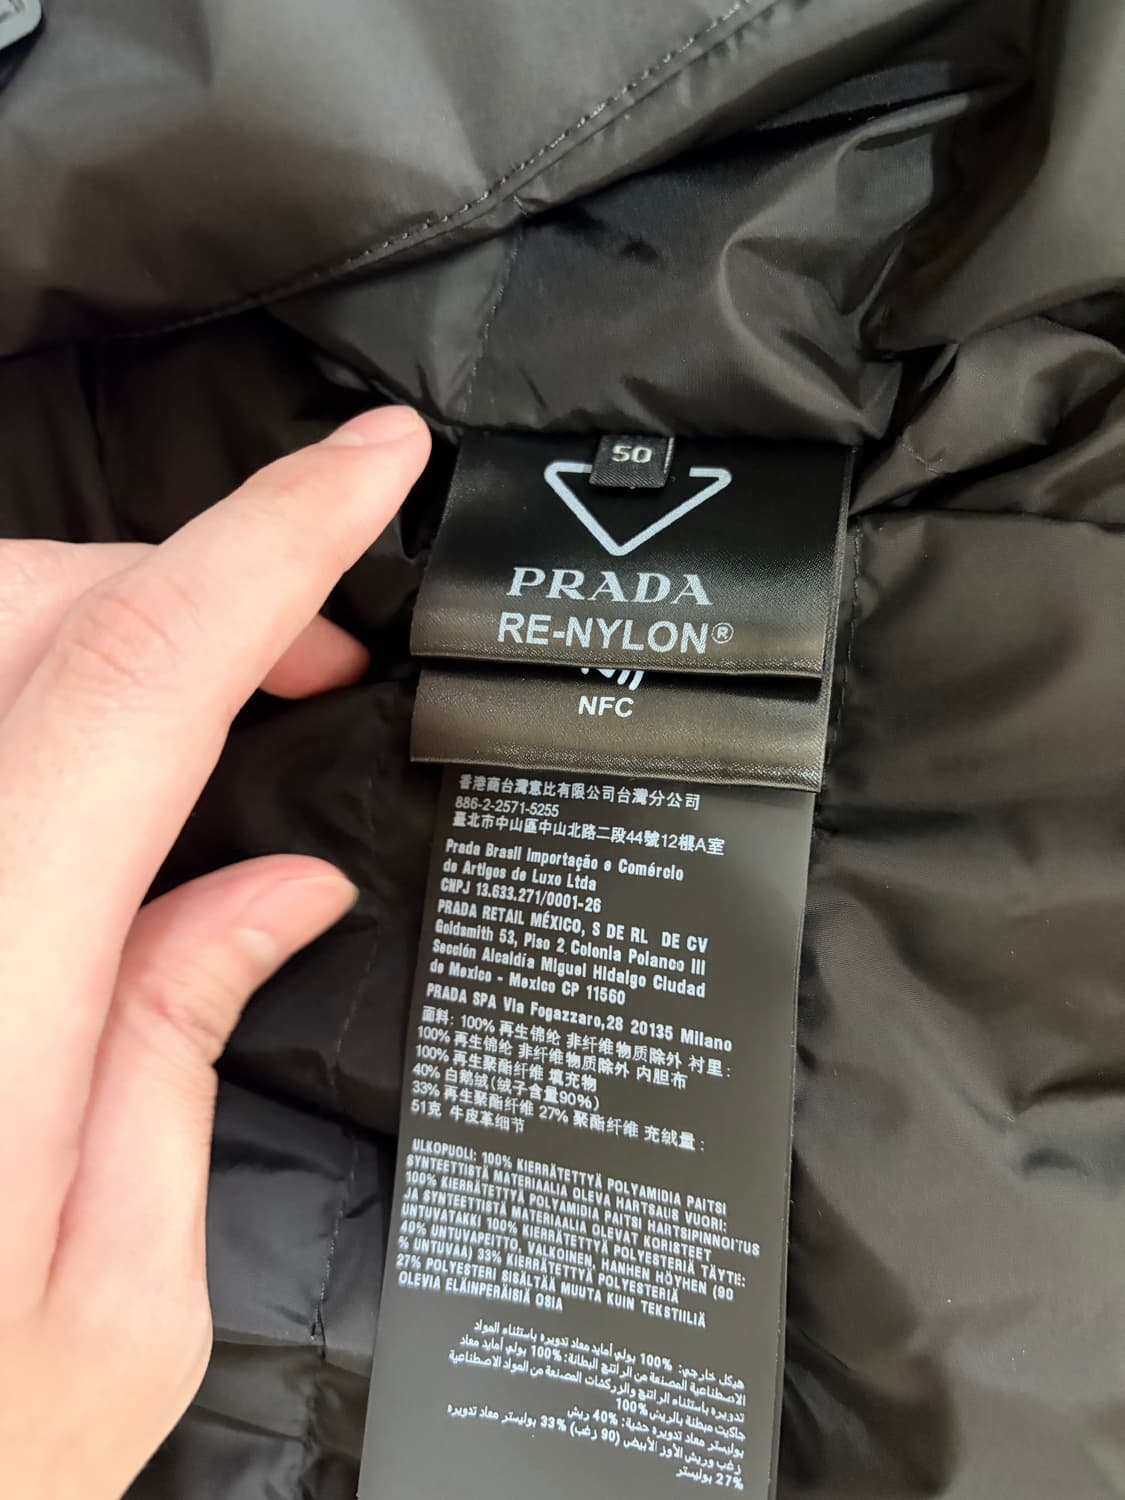 50
PRADA
RE-NYLON®
NFC
香港商台灣意比有限公司台灣分公司
886-2-2571-5255
臺北市中山區中山北路二段44號12樓A室
Prada Brasil Importação e Comércio
de Artigos de Luxo Ltda
CNPJ 13.633.271/0001-26
PRADA RETAIL MÉXICO, S DE RL DE CV
Goldsmith 53, Piso 2 Colonia Polanco III
Sección Alcaldía Miguel Hidalgo Ciudad
de Mexico - Mexico CP 11560
PRADA SPA Via Fogazzaro,28 20135 Milano
面料: 100% 再生锦纶 非纤维物质除外 衬里:
100% 再生锦纶 非纤维物质除外 内胆布
100% 再生聚酯纤维 填充物
40% 白鹅绒(绒子含量90%)
33% 再生聚酯纤维 27% 聚酯纤维 充绒量:
51克 牛皮革细节
ULKOPUOLI: 100% KIERRÄTETTYÄ POLYAMIDIA PAITSI
SYNTEETTISTÄ MATERIAALIA OLEVA HARTSAUS VUORI:
100% KIERRÄTETTYÄ POLYAMIDIA PAITSI HARTSIPINNOITUS
JA SYNTEETTISTÄ MATERIAALIA OLEVAT KORISTEET
UNTUVATAKKI 100% KIERRÄTETTYÄ POLYESTERIÄ TÄYTE:
40% UNTUVAPEITTO, VALKOINEN, HANHEN HÖYHEN (90
% UNTUVAA) 33% KIERRÄTETTYÄ POLYESTERIÄ
27% POLYESTERI SISÄLTÄÄ MUUTA KUIN TEKSTIILIÄ
OLEVIA ELÄINPERÄISIÄ OSIA
هيكل خارجي: 100% بولي أمايد معاد تدويره باستثناء المواد
الاصطناعية المصنعة من الراتنج البطانة: 100% بولي أمايد معاد
تدويره باستثناء الراتنج والزركشات المصنعة من المواد الاصطناعية
جاكيت مبطنة بالريش 100%
بوليستر معاد تدويره حشية: 40% ريش
زغب وريش الأوز الأبيض (90 زغب) 33% بوليستر معاد تدويره
27% بوليستر